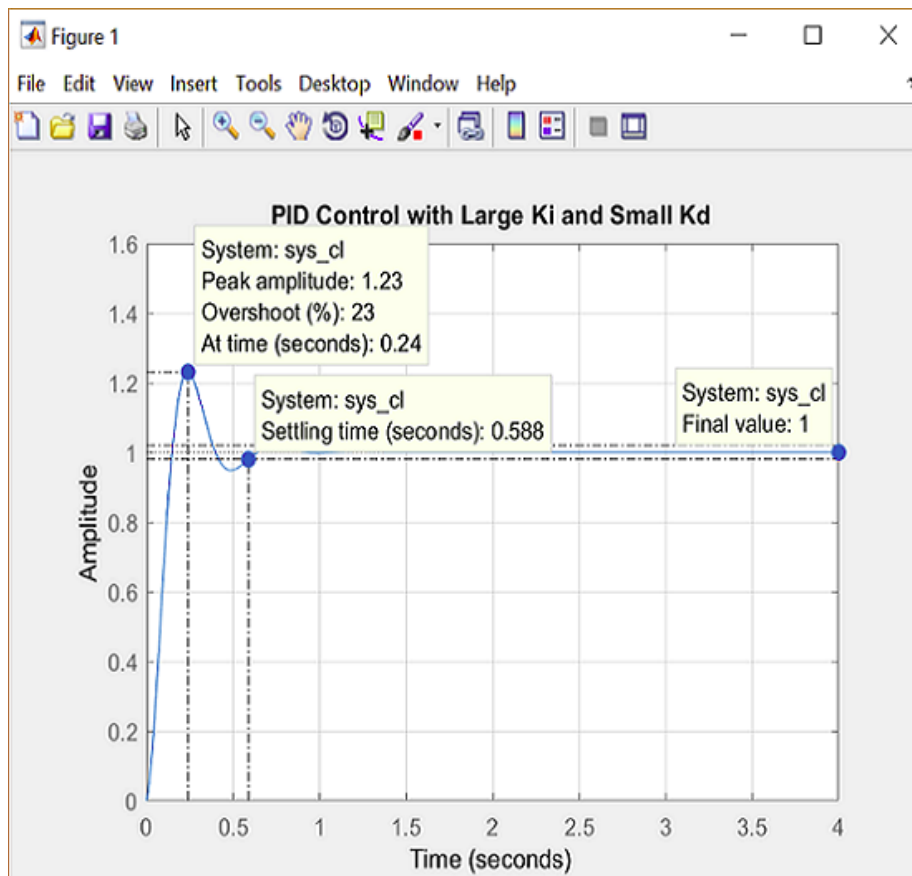 Figure 1
File Edit View Insert Tools Desktop Window Help
PID Control with Large Ki and Small Kd
System: sys_cl
Peak amplitude: 1.23
Overshoot (%): 23
At time (seconds): 0.24
System: sys_cl
Settling time (seconds): 0.588
System: sys_cl
Final value: 1
Amplitude
1.6
1.4
1.2
1
0.8
0.6
0.4
0.2
0
0 0.5 1 1.5 2 2.5 3 3.5 4
Time (seconds)